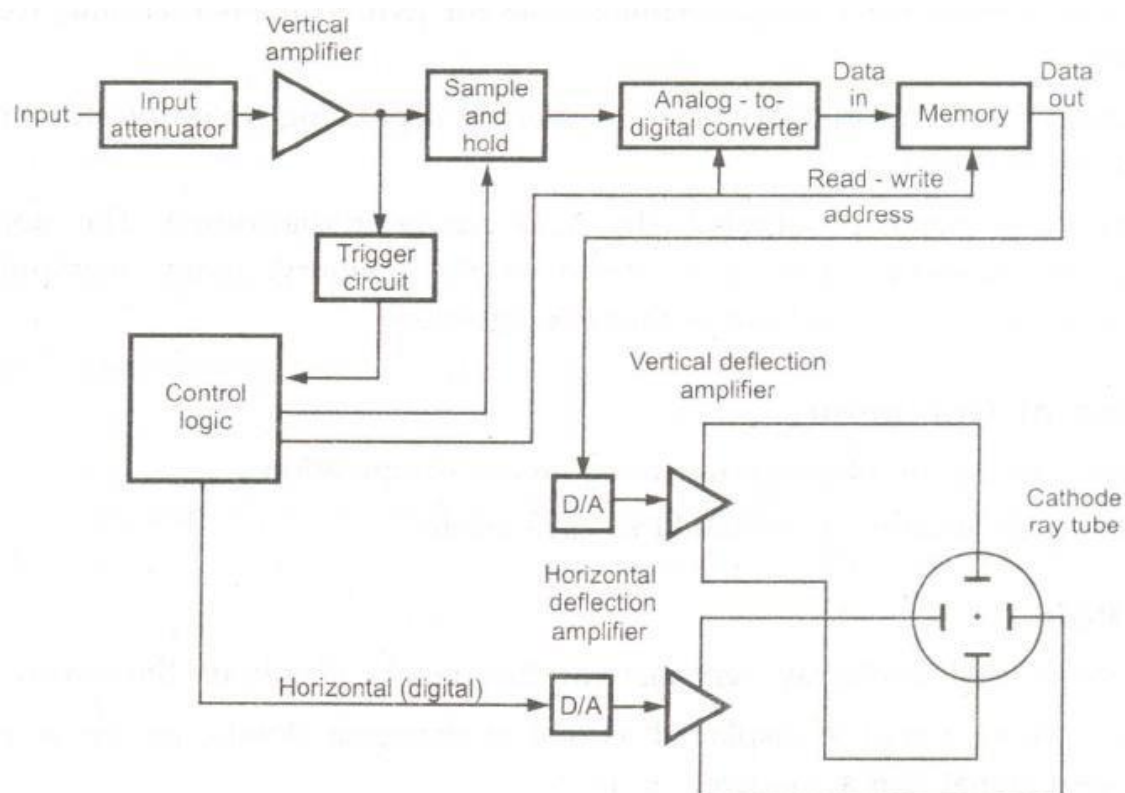 Vertical
amplifier
Input
Input
attenuator
Sample
and
hold
Analog - to-
digital converter
Data
in
Memory
Data
out
Read - write
address
Trigger
circuit
Control
logic
Vertical deflection
amplifier
D/A
Cathode
ray tube
Horizontal
deflection
amplifier
Horizontal (digital)
D/A